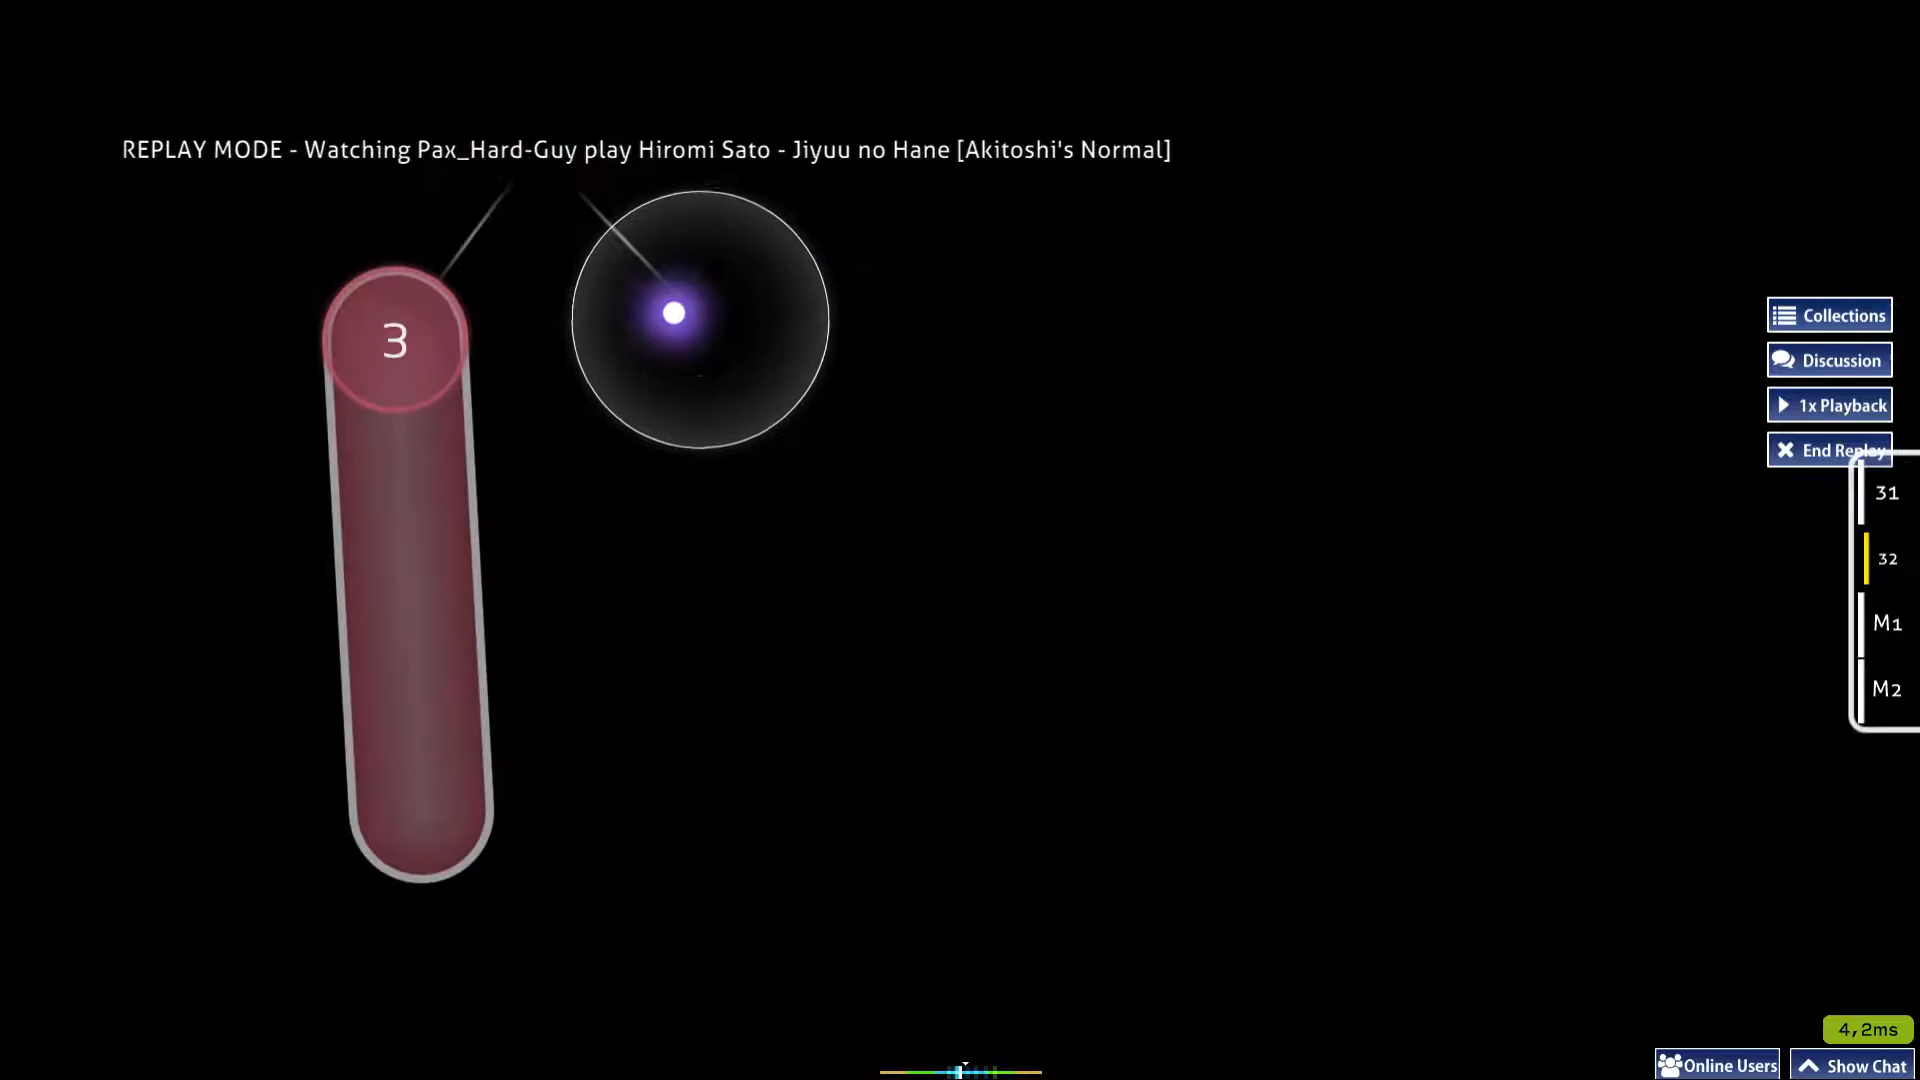 REPLAY MODE - Watching Pax_Hard-Guy play Hiromi Sato - Jiyuu no Hane [Akitoshi's Normal]
3
Collections
Discussion
1x Playback
End Replay
31
32
M1
M2
4,2ms
Online Users
Show Chat